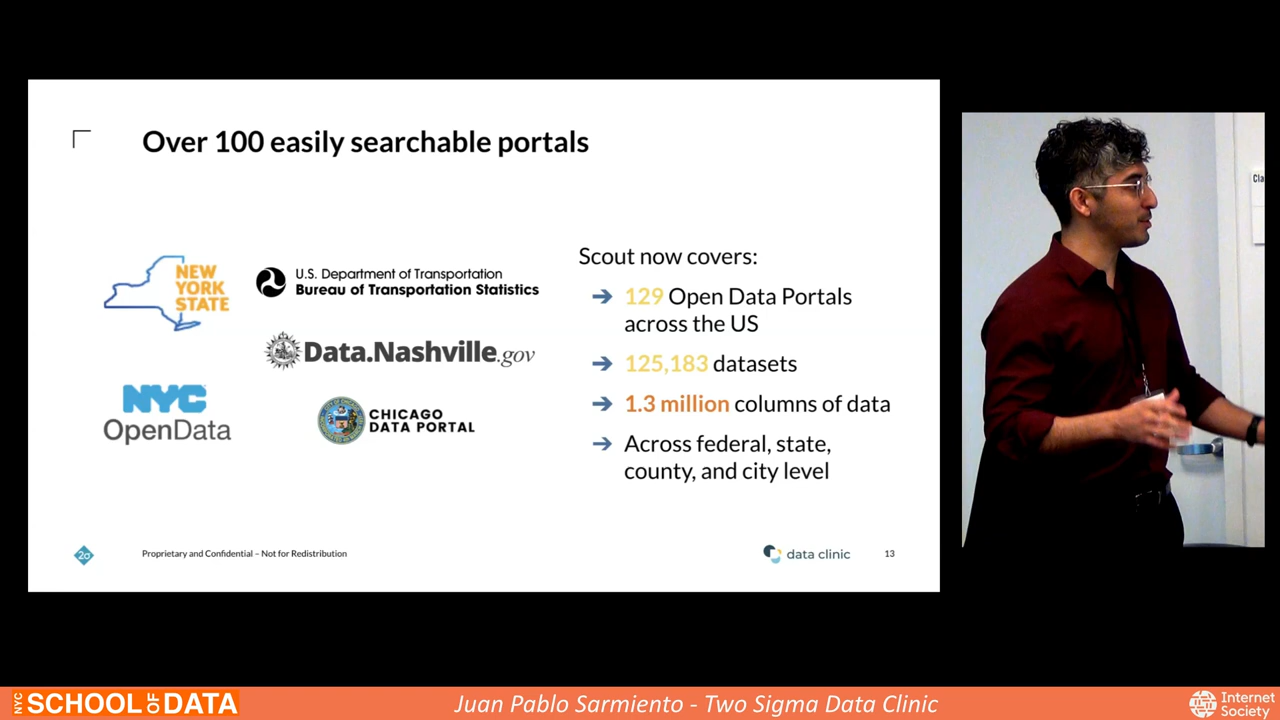 Over 100 easily searchable portals
NEW
YORK
STATE
U.S. Department of Transportation
Bureau of Transportation Statistics
Data.Nashville.gov
NYC
OpenData
CHICAGO
DATA PORTAL
Scout now covers:
➔ 129 Open Data Portals
across the US
➔ 125,183 datasets
➔ 1.3 million columns of data
➔ Across federal, state,
county, and city level
2σ
Proprietary and Confidential – Not for Redistribution
data clinic
13
Cla
NYC SCHOOL OF DATA
Juan Pablo Sarmiento - Two Sigma Data Clinic
Internet
Society